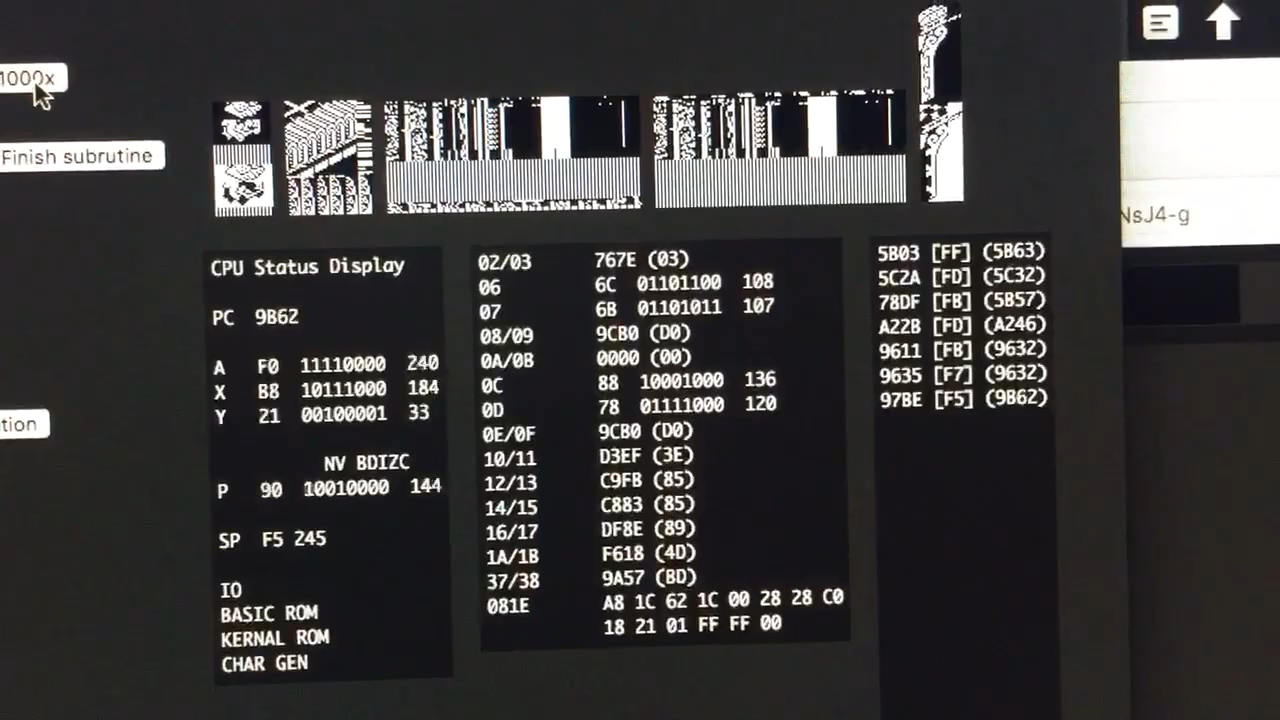 1000x
Finish subrutine
tion
NsJ4-g
CPU Status Display
PC 9B62
A F0 11110000 240
X B8 10111000 184
Y 21 00100001 33
NV BDIZC
P 90 10010000 144
SP F5 245
IO
BASIC ROM
KERNAL ROM
CHAR GEN
02/03 767E (03)
06 6C 01101100 108
07 6B 01101011 107
08/09 9CB0 (D0)
0A/0B 0000 (00)
0C 88 10001000 136
0D 78 01111000 120
0E/0F 9CB0 (D0)
10/11 D3EF (3E)
12/13 C9FB (85)
14/15 C883 (85)
16/17 DF8E (89)
1A/1B F618 (4D)
37/38 9A57 (BD)
081E A8 1C 62 1C 00 28 28 C0
18 21 01 FF FF 00
5B03 [FF] (5B63)
5C2A [FD] (5C32)
78DF [FB] (5B57)
A22B [FD] (A246)
9611 [FB] (9632)
9635 [F7] (9632)
97BE [F5] (9B62)